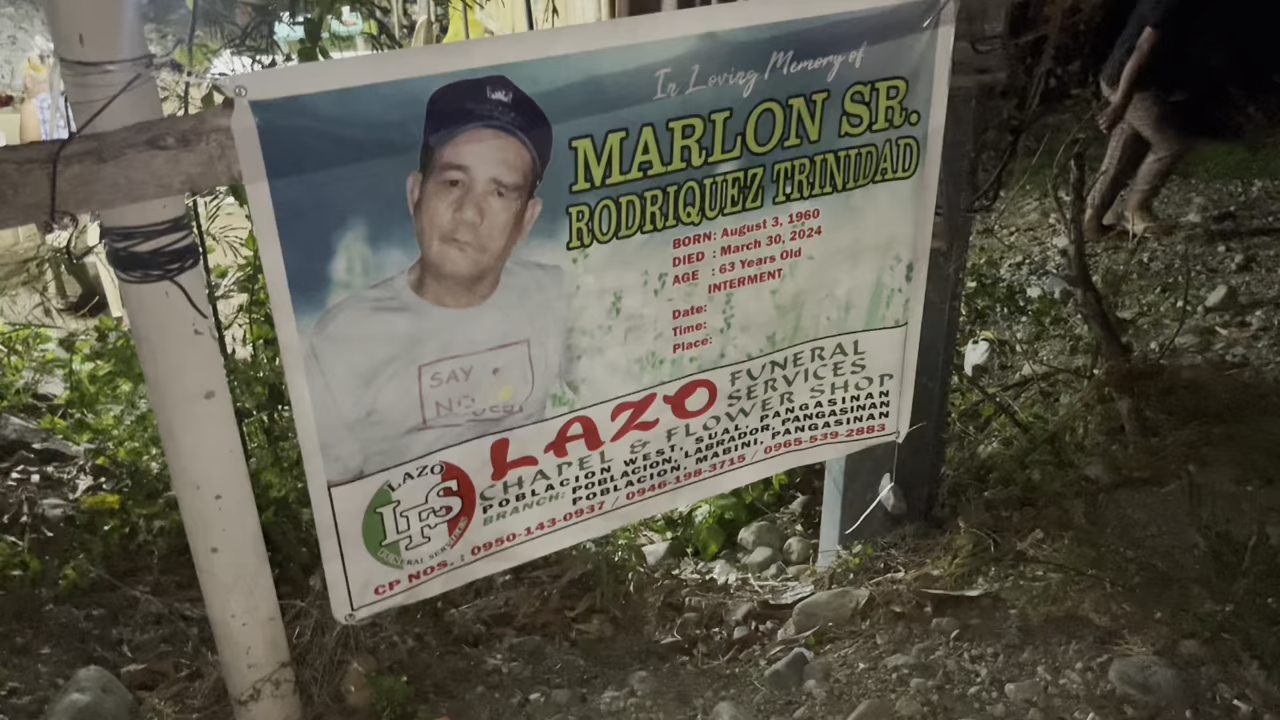 In Loving Memory of
MARLON SR.
RODRIQUEZ TRINIDAD
BORN: August 3, 1960
DIED : March 30, 2024
AGE : 63 Years Old
INTERMENT
Date:
Time:
Place:
SAY
NO
LAZO FUNERAL SERVICES
CHAPEL & FLOWER SHOP
POBLACION WEST, SUAL, PANGASINAN
BRANCH: POBLACION, LABRADOR, PANGASINAN
POBLACION, MABINI, PANGASINAN
CP NOS. : 0950-143-0937 / 0946-198-3715 / 0965-539-2883
LAZO
LFS
FUNERAL SERVICES